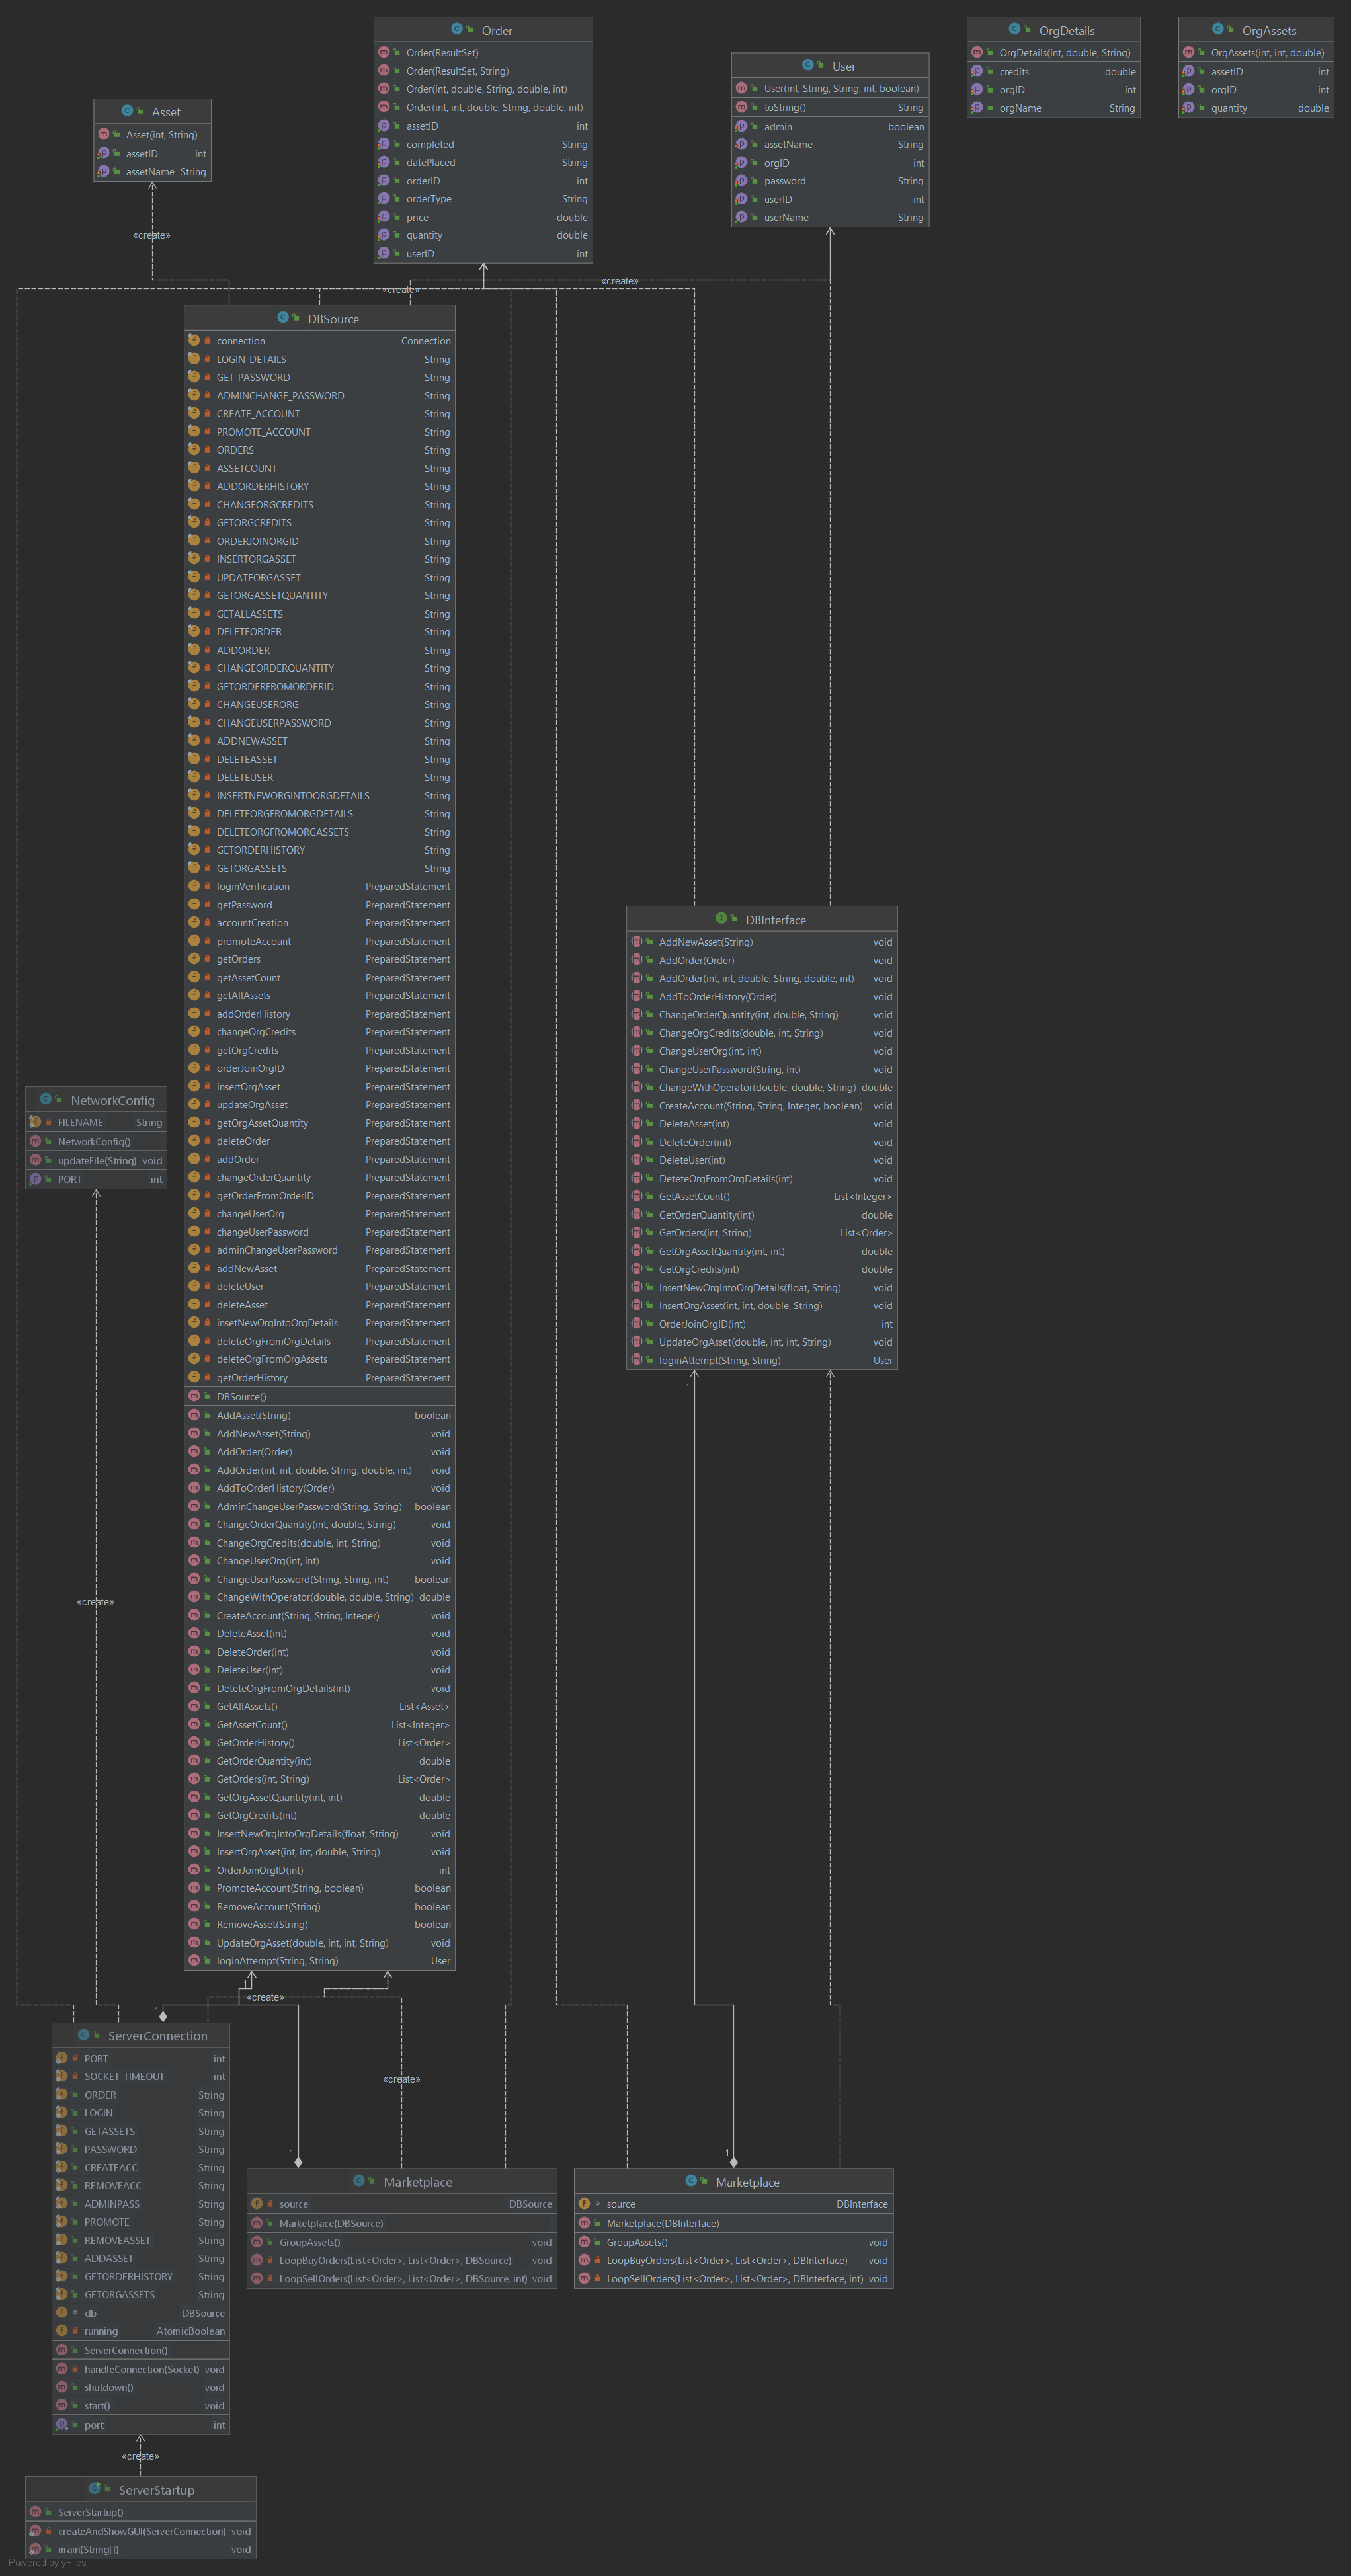 Order
Order(ResultSet)
Order(ResultSet, String)
Order(int, double, String, double, int)
Order(int, int, double, String, double, int)
assetID int
completed String
datePlaced String
orderID int
orderType String
price double
quantity double
userID int
User
User(int, String, String, int, boolean)
toString() String
admin boolean
assetName String
orgID int
password String
userID int
userName String
OrgDetails
OrgDetails(int, double, String)
credits double
orgID int
orgName String
OrgAssets
OrgAssets(int, int, double)
assetID int
orgID int
quantity double
Asset
Asset(int, String)
assetID int
assetName String
«create»
«create»
«create»
DBSource
connection Connection
LOGIN_DETAILS String
GET_PASSWORD String
ADMINCHANGE_PASSWORD String
CREATE_ACCOUNT String
PROMOTE_ACCOUNT String
ORDERS String
ASSETCOUNT String
ADDORDERHISTORY String
CHANGEORGCREDITS String
GETORGCREDITS String
ORDERJOINORGID String
INSERTORGASSET String
UPDATEORGASSET String
GETORGASSETQUANTITY String
GETALLASSETS String
DELETEORDER String
ADDORDER String
CHANGEORDERQUANTITY String
GETORDERFROMORDERID String
CHANGEUSERORG String
CHANGEUSERPASSWORD String
ADDNEWASSET String
DELETEASSET String
DELETEUSER String
INSERTNEWORGINTOORGDETAILS String
DELETEORGFROMORGDETAILS String
DELETEORGFROMORGASSETS String
GETORDERHISTORY String
GETORGASSETS String
loginVerification PreparedStatement
getPassword PreparedStatement
accountCreation PreparedStatement
promoteAccount PreparedStatement
getOrders PreparedStatement
getAssetCount PreparedStatement
getAllAssets PreparedStatement
addOrderHistory PreparedStatement
changeOrgCredits PreparedStatement
getOrgCredits PreparedStatement
orderJoinOrgID PreparedStatement
insertOrgAsset PreparedStatement
updateOrgAsset PreparedStatement
getOrgAssetQuantity PreparedStatement
deleteOrder PreparedStatement
addOrder PreparedStatement
changeOrderQuantity PreparedStatement
getOrderFromOrderID PreparedStatement
changeUserOrg PreparedStatement
changeUserPassword PreparedStatement
adminChangeUserPassword PreparedStatement
addNewAsset PreparedStatement
deleteUser PreparedStatement
deleteAsset PreparedStatement
insetNewOrgIntoOrgDetails PreparedStatement
deleteOrgFromOrgDetails PreparedStatement
deleteOrgFromOrgAssets PreparedStatement
getOrderHistory PreparedStatement
DBSource()
AddAsset(String) boolean
AddNewAsset(String) void
AddOrder(Order) void
AddOrder(int, int, double, String, double, int) void
AddToOrderHistory(Order) void
AdminChangeUserPassword(String, String) boolean
ChangeOrderQuantity(int, double, String) void
ChangeOrgCredits(double, int, String) void
ChangeUserOrg(int, int) void
ChangeUserPassword(String, String, int) boolean
ChangeWithOperator(double, double, String) double
CreateAccount(String, String, Integer) void
DeleteAsset(int) void
DeleteOrder(int) void
DeleteUser(int) void
DeteteOrgFromOrgDetails(int) void
GetAllAssets() List<Asset>
GetAssetCount() List<Integer>
GetOrderHistory() List<Order>
GetOrderQuantity(int) double
GetOrders(int, String) List<Order>
GetOrgAssetQuantity(int, int) double
GetOrgCredits(int) double
InsertNewOrgIntoOrgDetails(float, String) void
InsertOrgAsset(int, int, double, String) void
OrderJoinOrgID(int) int
PromoteAccount(String, boolean) boolean
RemoveAccount(String) boolean
RemoveAsset(String) boolean
UpdateOrgAsset(double, int, int, String) void
loginAttempt(String, String) User
DBInterface
AddNewAsset(String) void
AddOrder(Order) void
AddOrder(int, int, double, String, double, int) void
AddToOrderHistory(Order) void
ChangeOrderQuantity(int, double, String) void
ChangeOrgCredits(double, int, String) void
ChangeUserOrg(int, int) void
ChangeUserPassword(String, int) void
ChangeWithOperator(double, double, String) double
CreateAccount(String, String, Integer, boolean) void
DeleteAsset(int) void
DeleteOrder(int) void
DeleteUser(int) void
DeteteOrgFromOrgDetails(int) void
GetAssetCount() List<Integer>
GetOrderQuantity(int) double
GetOrders(int, String) List<Order>
GetOrgAssetQuantity(int, int) double
GetOrgCredits(int) double
InsertNewOrgIntoOrgDetails(float, String) void
InsertOrgAsset(int, int, double, String) void
OrderJoinOrgID(int) int
UpdateOrgAsset(double, int, int, String) void
loginAttempt(String, String) User
1
NetworkConfig
FILENAME String
NetworkConfig()
updateFile(String) void
PORT int
«create»
1
«create»
1
ServerConnection
PORT int
SOCKET_TIMEOUT int
ORDER String
LOGIN String
GETASSETS String
PASSWORD String
CREATEACC String
REMOVEACC String
ADMINPASS String
PROMOTE String
REMOVEASSET String
ADDASSET String
GETORDERHISTORY String
GETORGASSETS String
db DBSource
running AtomicBoolean
ServerConnection()
handleConnection(Socket) void
shutdown() void
start() void
port int
«create»
1
1
Marketplace
source DBSource
Marketplace(DBSource)
GroupAssets() void
LoopBuyOrders(List<Order>, List<Order>, DBSource) void
LoopSellOrders(List<Order>, List<Order>, DBSource, int) void
Marketplace
source DBInterface
Marketplace(DBInterface)
GroupAssets() void
LoopBuyOrders(List<Order>, List<Order>, DBInterface) void
LoopSellOrders(List<Order>, List<Order>, DBInterface, int) void
«create»
ServerStartup
ServerStartup()
createAndShowGUI(ServerConnection) void
main(String[]) void
Powered by yFiles